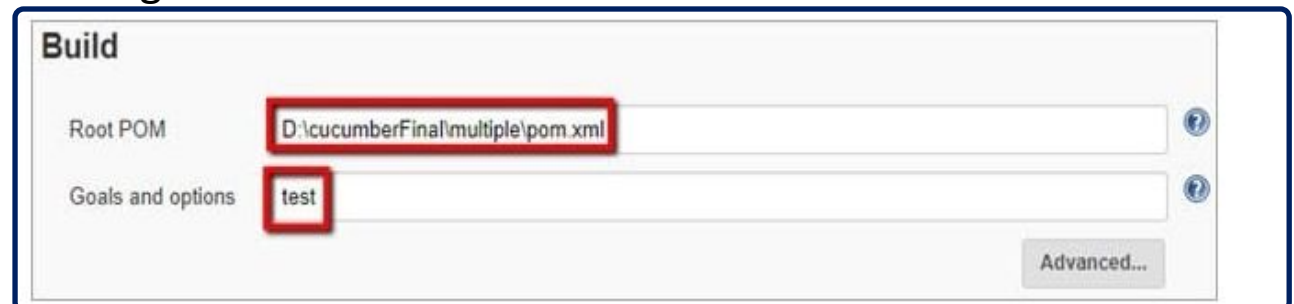 Build
Root POM D:\cucumberFinal\multiple\pom.xml
Goals and options test
Advanced...